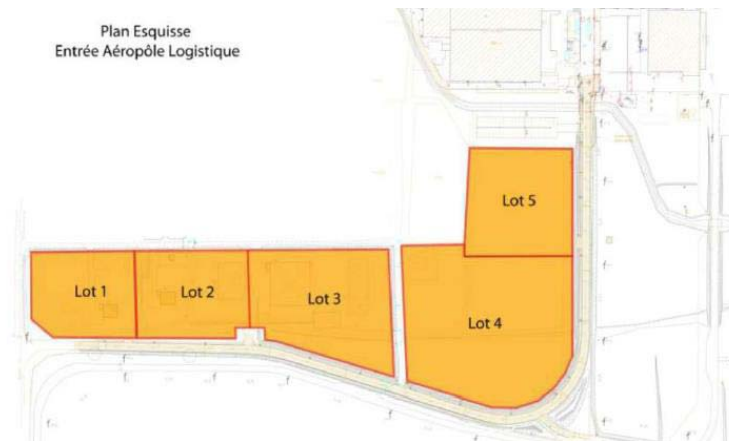 Plan Esquisse
Entrée Aéropôle Logistique
Lot 5
Lot 1
Lot 2
Lot 3
Lot 4